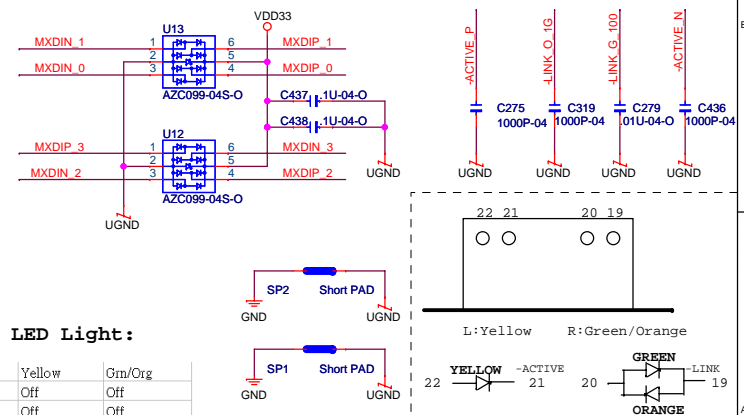 VDD33
U13
MXDIN_1 1 6 MXDIP_1
2 5
MXDIN_0 3 4 MXDIP_0
AZC099-04S-O
C437 .1U-04-O
C438 .1U-04-O
U12
MXDIP_3 1 6 MXDIN_3
2 5
MXDIN_2 3 4 MXDIP_2
AZC099-04S-O
UGND
UGND
-ACTIVE_P
-LINK_O_1G
-LINK_G_100
-ACTIVE_N
C275
1000P-04
C319
1000P-04
C279
.01U-04-O
C436
1000P-04
UGND UGND UGND UGND
22 21 20 19
L:Yellow R:Green/Orange
SP2 Short PAD
GND UGND
SP1 Short PAD
GND UGND
YELLOW -ACTIVE
22 21
GREEN
-LINK
20 19
ORANGE
LED Light:
Yellow Grn/Org
Off Off
Off Off